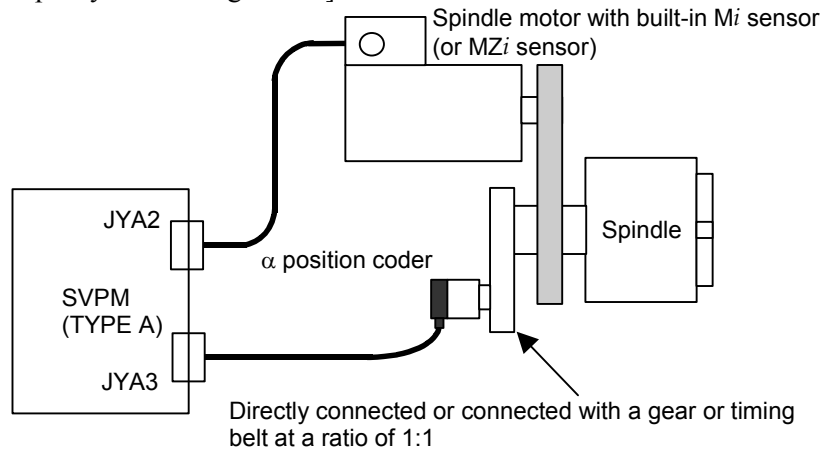 Spindle motor with built-in Mi sensor
(or MZi sensor)
JYA2
α position coder
Spindle
SVPM
(TYPE A)
JYA3
Directly connected or connected with a gear or timing
belt at a ratio of 1:1